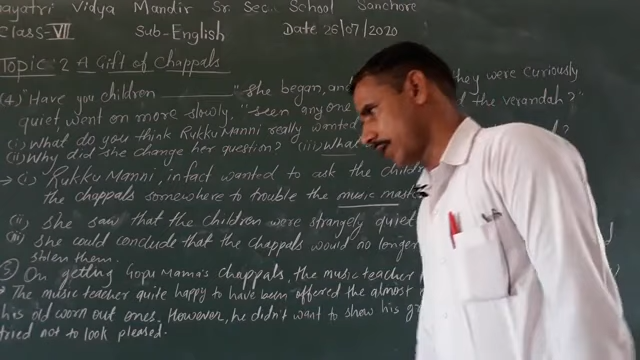 Gayatri Vidya Mandir Sr. Sec. School Sanchore
Class-VII Sub-English Date 26/07/2020
Topic: 2 A Gift of Chappals
(4) "Have you children ______" She began, and they were curiously
quiet went on more slowly. "seen anyone of the verandah?"
(i) What do you think Rukku Manni really wanted
(ii) Why did she change her question? (iii) What
→ (i) Rukku Manni, in fact wanted to ask the children
the chappals somewhere to trouble the music
(ii) She saw that the children were strangely quiet
(iii) She could conclude that the chappals would no longer
stolen them.
(5) On getting Gopu Mama's chappals, the music teacher
→ The music teacher quite happy to have been offered the almost
his old worn out ones. However, he didn't want to show his
tried not to look pleased.